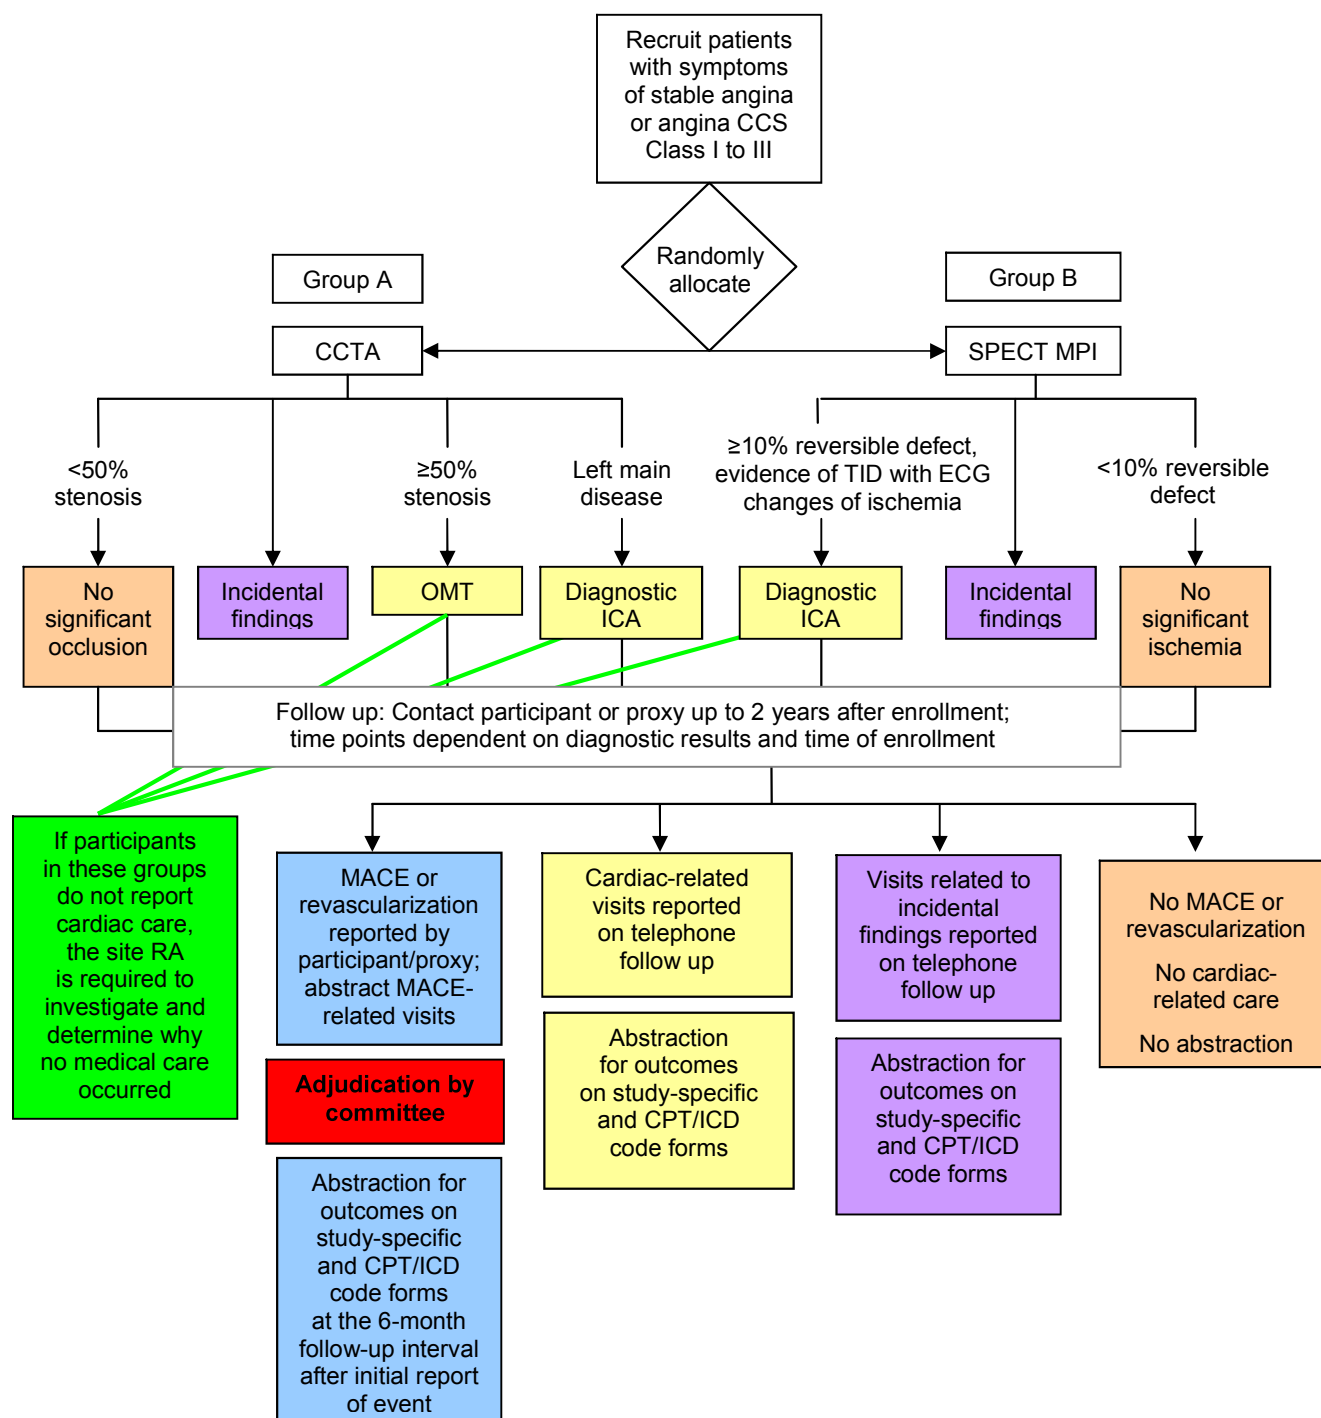 Recruit patients
with symptoms
of stable angina
or angina CCS
Class I to III
Randomly
allocate
Group A
Group B
CCTA
SPECT MPI
<50%
stenosis
≥50%
stenosis
Left main
disease
≥10% reversible defect,
evidence of TID with ECG
changes of ischemia
<10% reversible
defect
No
significant
occlusion
Incidental
findings
OMT
Diagnostic
ICA
Diagnostic
ICA
Incidental
findings
No
significant
ischemia
Follow up: Contact participant or proxy up to 2 years after enrollment;
time points dependent on diagnostic results and time of enrollment
If participants
in these groups
do not report
cardiac care,
the site RA
is required to
investigate and
determine why
no medical care
occurred
MACE or
revascularization
reported by
participant/proxy;
abstract MACE-
related visits
Adjudication by
committee
Abstraction for
outcomes on
study-specific
and CPT/ICD
code forms
at the 6-month
follow-up interval
after initial report
of event
Cardiac-related
visits reported
on telephone
follow up
Abstraction
for outcomes
on study-specific
and CPT/ICD
code forms
Visits related to
incidental
findings reported
on telephone
follow up
Abstraction for
outcomes on
study-specific
and CPT/ICD
code forms
No MACE or
revascularization
No cardiac-
related care
No abstraction